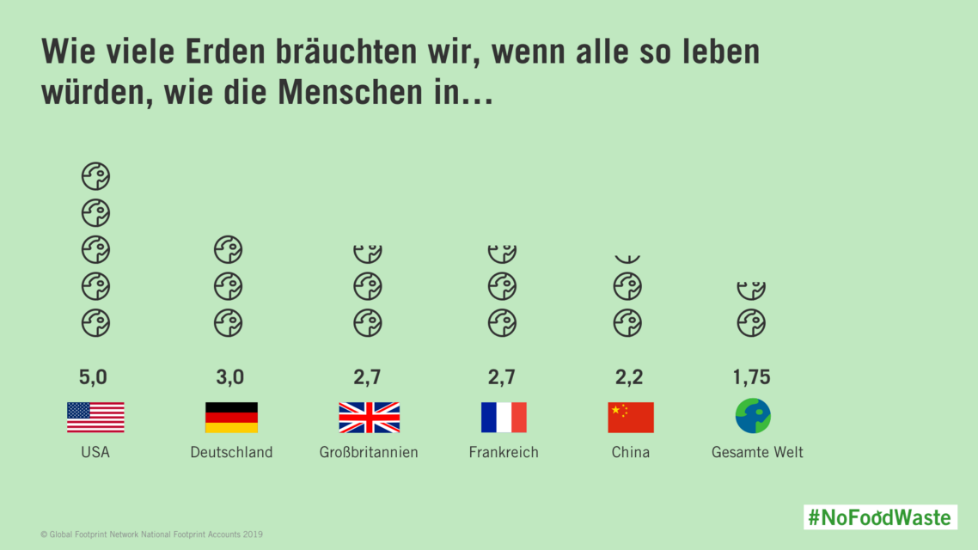 Wie viele Erden bräuchten wir, wenn alle so leben
würden, wie die Menschen in...
5,0
3,0
2,7
2,7
2,2
1,75
USA
Deutschland
Großbritannien
Frankreich
China
Gesamte Welt
#NoFoodWaste
© Global Footprint Network National Footprint Accounts 2019